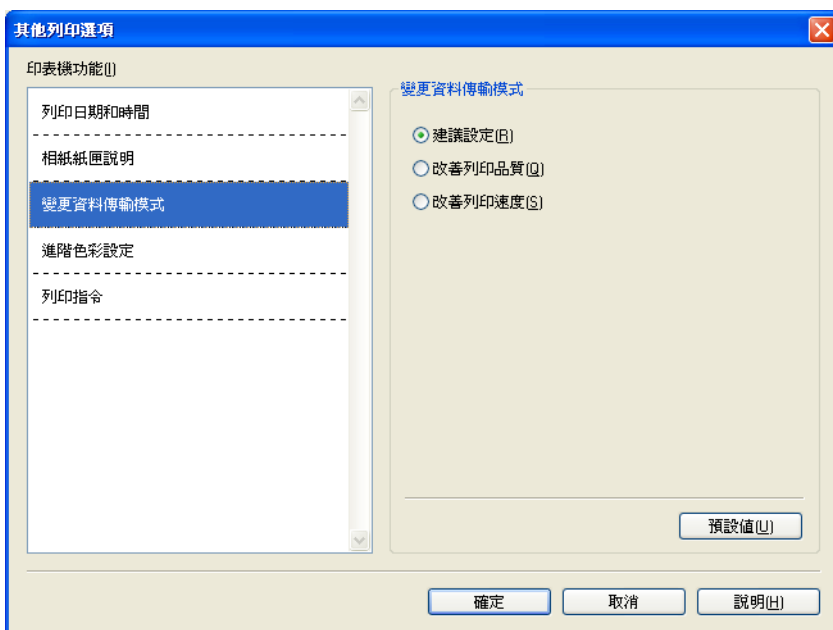 其他列印選項
印表機功能(I)
列印日期和時間
相紙紙匣說明
變更資料傳輸模式
進階色彩設定
列印指令
變更資料傳輸模式
建議設定(R)
改善列印品質(Q)
改善列印速度(S)
預設值(U)
確定
取消
說明(H)